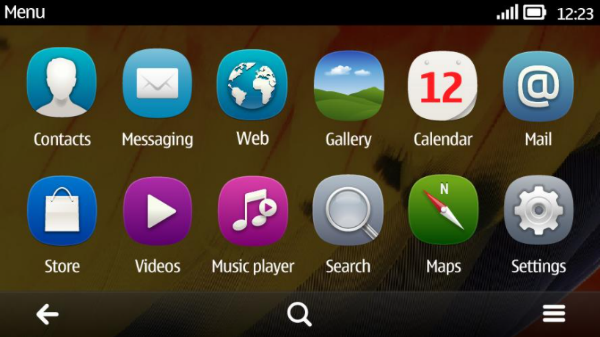 Menu 12:23
12
Contacts Messaging Web Gallery Calendar Mail
N
Store Videos Music player Search Maps Settings